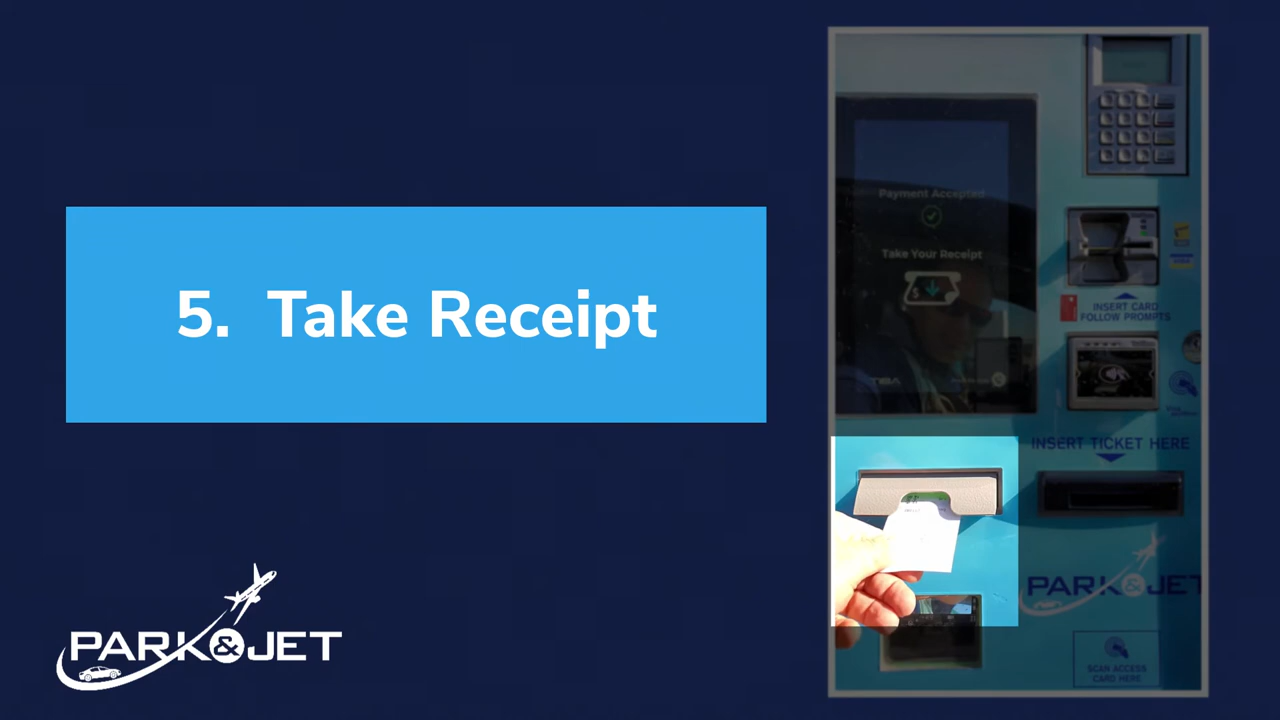 5. Take Receipt
PARK&JET
Payment Accepted
Take Your Receipt
$
INSERT CARD
FOLLOW PROMPTS
INSERT TICKET HERE
PARK&JET
SCAN ACCESS
CARD HERE